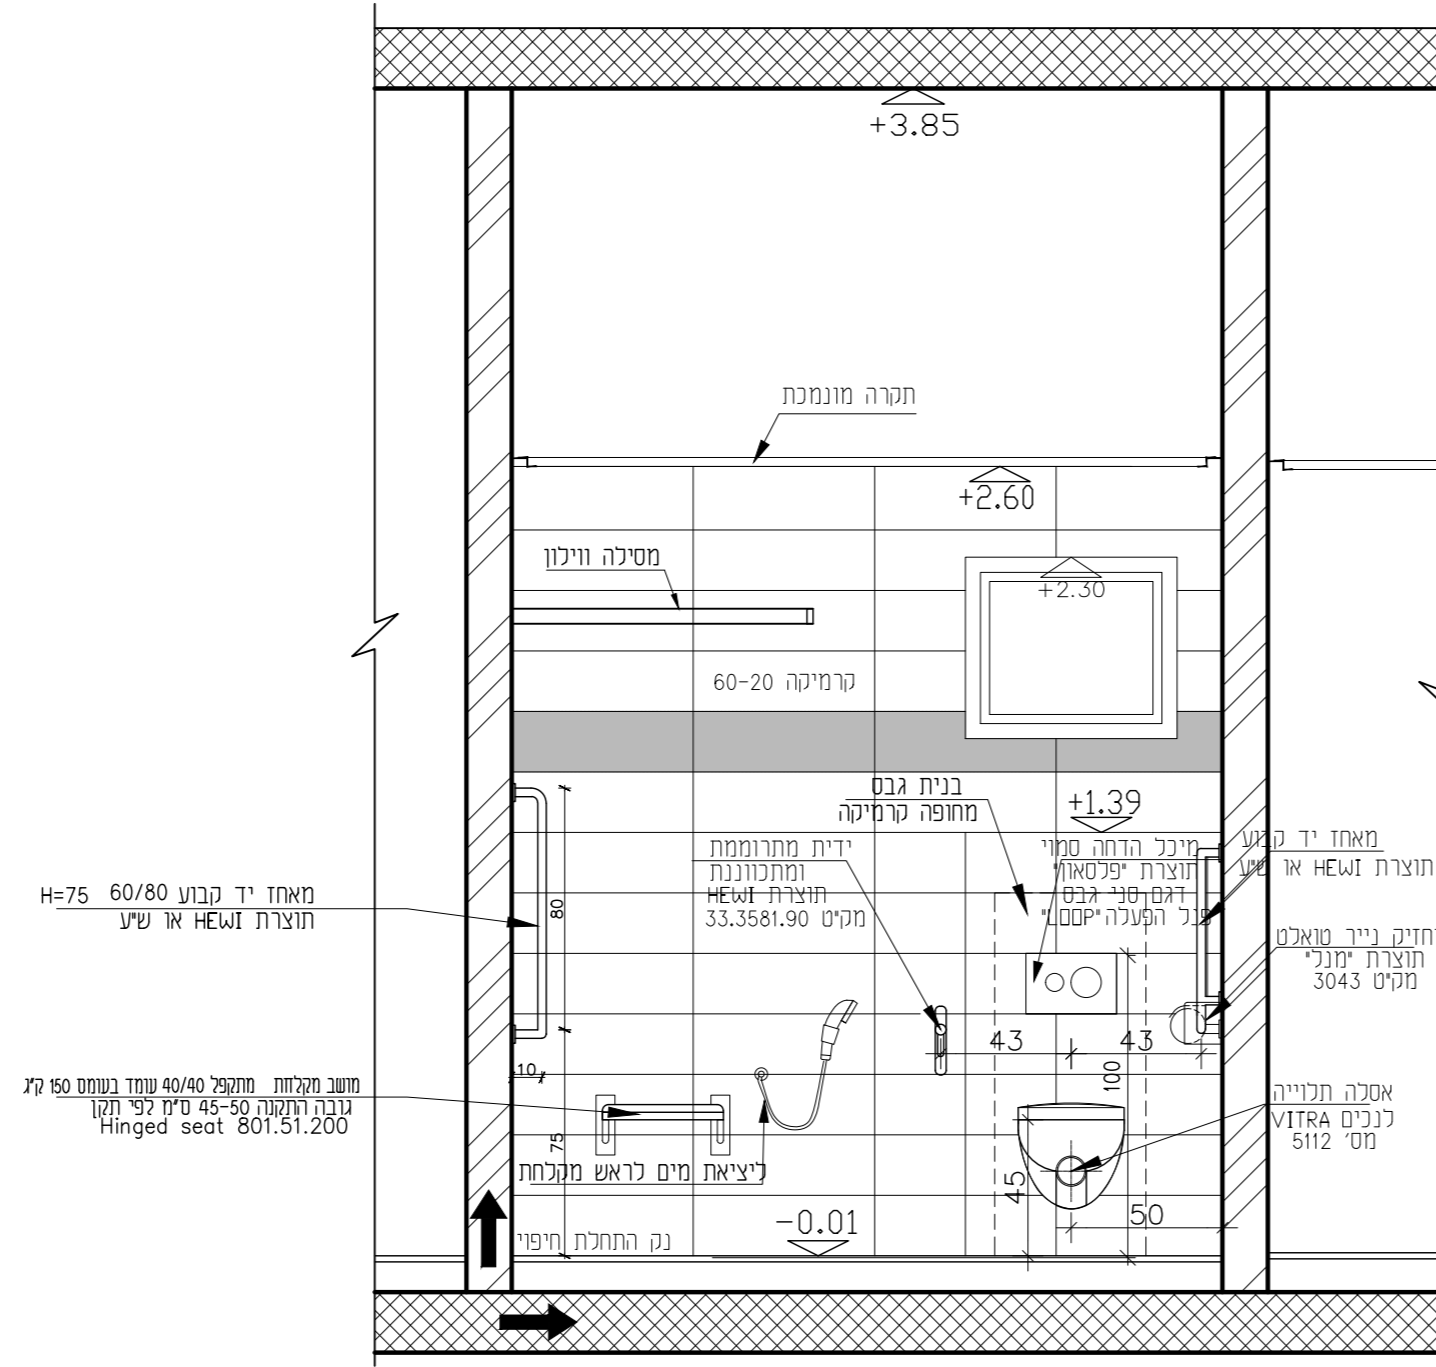 +3.85
תקרה מונמכת
+2.60
מסילה ווילון
+2.30
קרמיקה 60-20
בנית גבס
מחופה קרמיקה
+1.39
ידית מתרוממת
ומתכווננת
תוצרת HEWI
מק"ט 33.3581.90
מיכל הדחה סמוי
תוצרת "פלסאון"
דגם סני גבס
פנל הפעלה "LOOP"
מאחז יד קבוע
תוצרת HEWI או ש"ע
מאחז יד קבוע 60/80 H=75
תוצרת HEWI או ש"ע
80
חזיק נייר טואלט
תוצרת "מנל"
מק"ט 3043
43
43
100
10
מושב מקלחת מתקפל 40/40 עומד בעומס 150 ק"ג
גובה התקנה 45-50 ס"מ לפי תקן
Hinged seat 801.51.200
75
אסלה תלוייה
לנכים VITRA
מס' 5112
ליציאת מים לראש מקלחת
45
50
-0.01
נק התחלת חיפוי